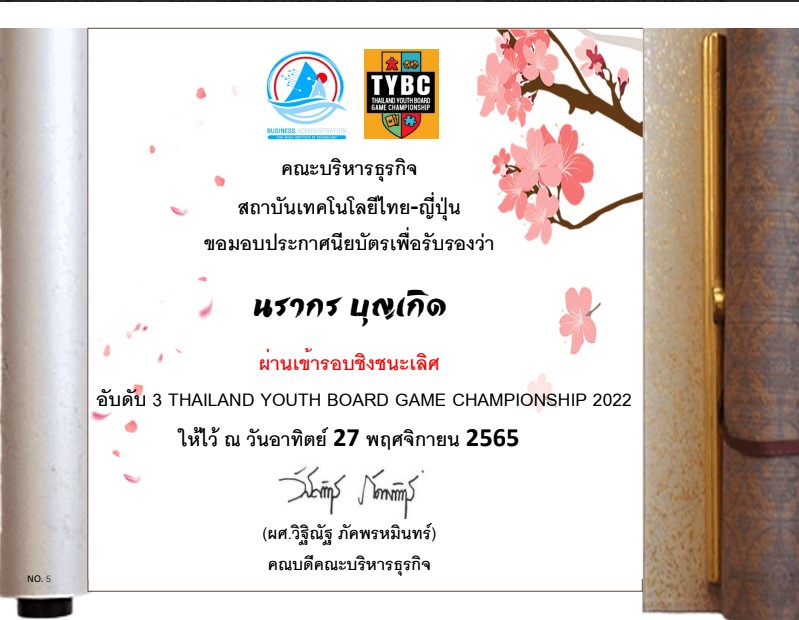 BUSINESS ADMINISTRATION
TYBC
THAILAND YOUTH BOARD
GAME CHAMPIONSHIP
คณะบริหารธุรกิจ
สถาบันเทคโนโลยีไทย-ญี่ปุ่น
ขอมอบประกาศนียบัตรเพื่อรับรองว่า
นรากร บุญเกิด
ผ่านเข้ารอบชิงชนะเลิศ
อับดับ 3 THAILAND YOUTH BOARD GAME CHAMPIONSHIP 2022
ให้ไว้ ณ วันอาทิตย์ 27 พฤศจิกายน 2565
(ผศ.วิฐิณัฐ ภัคพรหมินทร์)
คณบดีคณะบริหารธุรกิจ
NO. 5